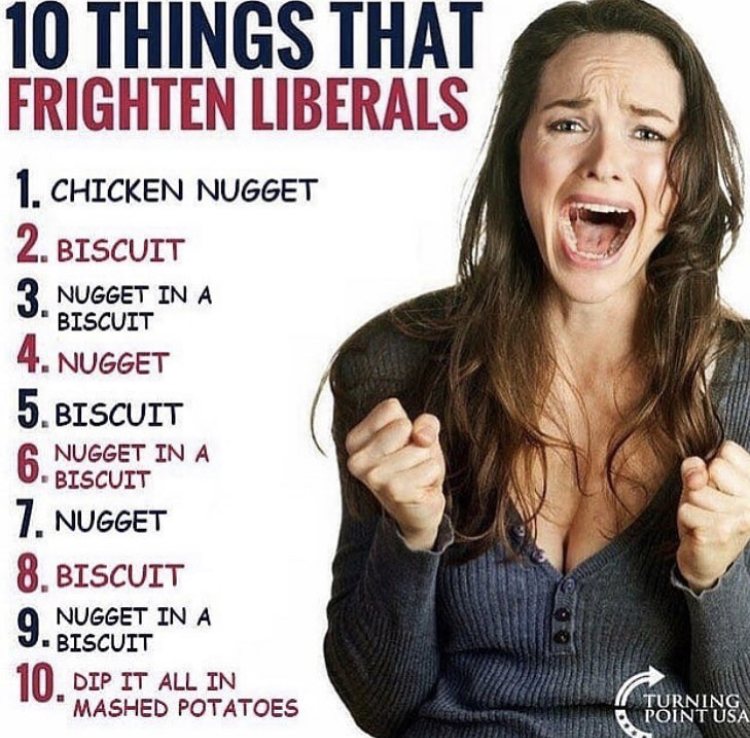 10 THINGS THAT
FRIGHTEN LIBERALS
1. CHICKEN NUGGET
2. BISCUIT
3. NUGGET IN A
BISCUIT
4. NUGGET
5. BISCUIT
6. NUGGET IN A
BISCUIT
7. NUGGET
8. BISCUIT
9. NUGGET IN A
BISCUIT
10. DIP IT ALL IN
MASHED POTATOES
TURNING
POINT USA